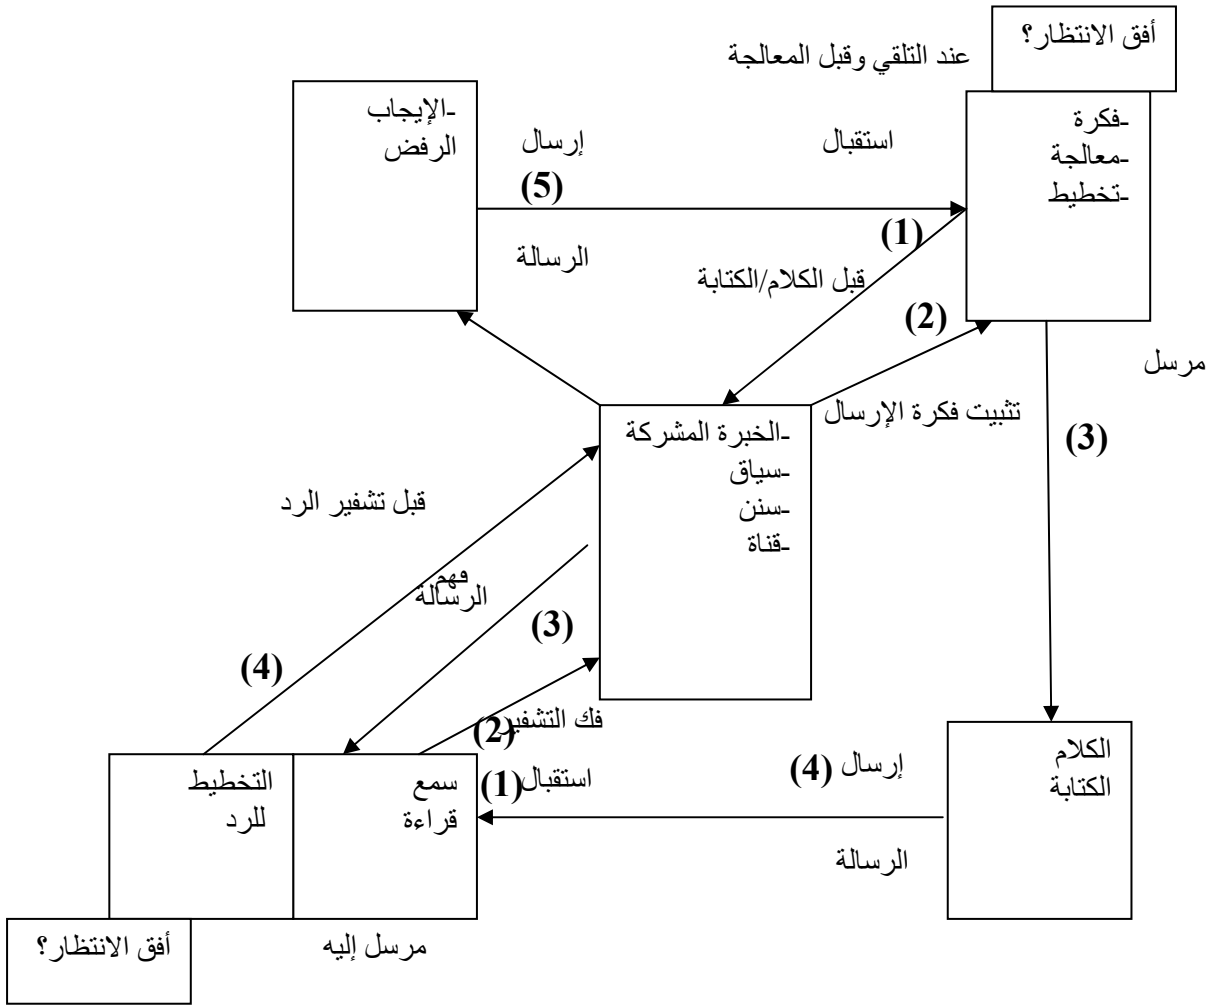 أفق الانتظار؟
عند التلقي وقبل المعالجة
-فكرة
-معالجة
-تخطيط
-الإيجاب
الرفض
استقبال
إرسال
(5)
(1)
الرسالة
قبل الكلام/الكتابة
(2)
مرسل
تثبيت فكرة الإرسال
(3)
-الخبرة المشركة
-سياق
-سنن
-قناة
قبل تشفير الرد
فهم
الرسالة
(3)
(4)
فك التشفير
(2)
الكلام
الكتابة
إرسال
(4)
استقبال
(1)
سمع
قراءة
التخطيط
للرد
الرسالة
مرسل إليه
أفق الانتظار؟